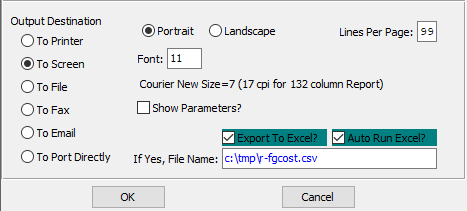 Output Destination
Portrait Landscape Lines Per Page: 99
To Printer
To Screen Font: 11
To File Courier New Size=7 (17 cpi for 132 column Report)
To Fax Show Parameters?
To Email Export To Excel? Auto Run Excel?
To Port Directly If Yes, File Name: c:\tmp\r-fgcost.csv
OK Cancel